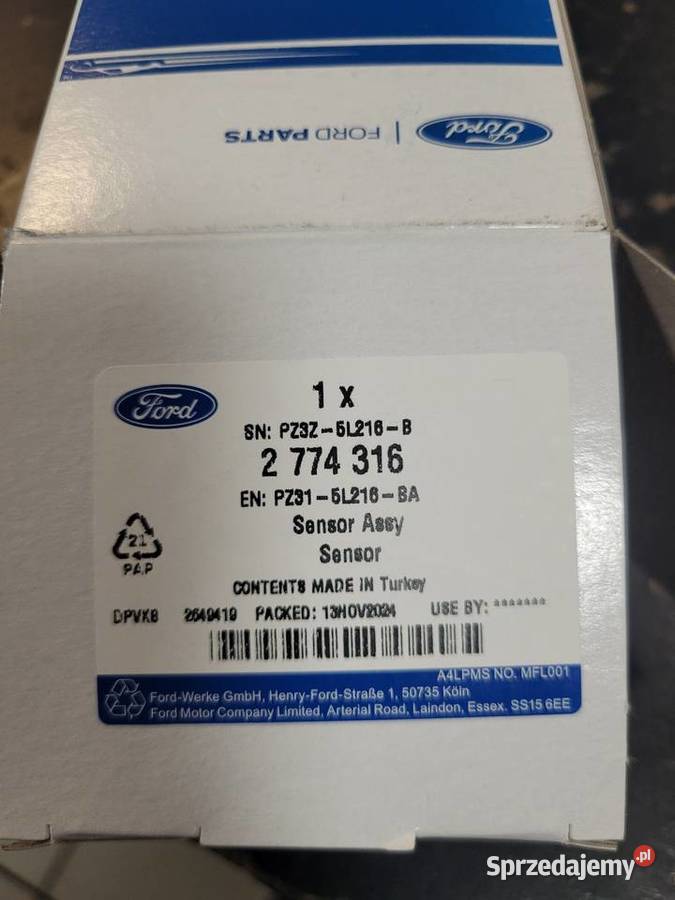 Ford | FORD PARTS
Ford
1 x
SN: PZ3Z-5L216-B
2 774 316
EN: PZ31-5L216-BA
Sensor Assy
Sensor
21
PAP
CONTENTS MADE IN Turkey
DPVKB 2649419 PACKED: 13NOV2024 USE BY: *******
A4LPMS NO. MFL001
Ford-Werke GmbH, Henry-Ford-Straße 1, 50735 Köln
Ford Motor Company Limited, Arterial Road, Laindon, Essex. SS15 6EE
Sprzedajemy.pl